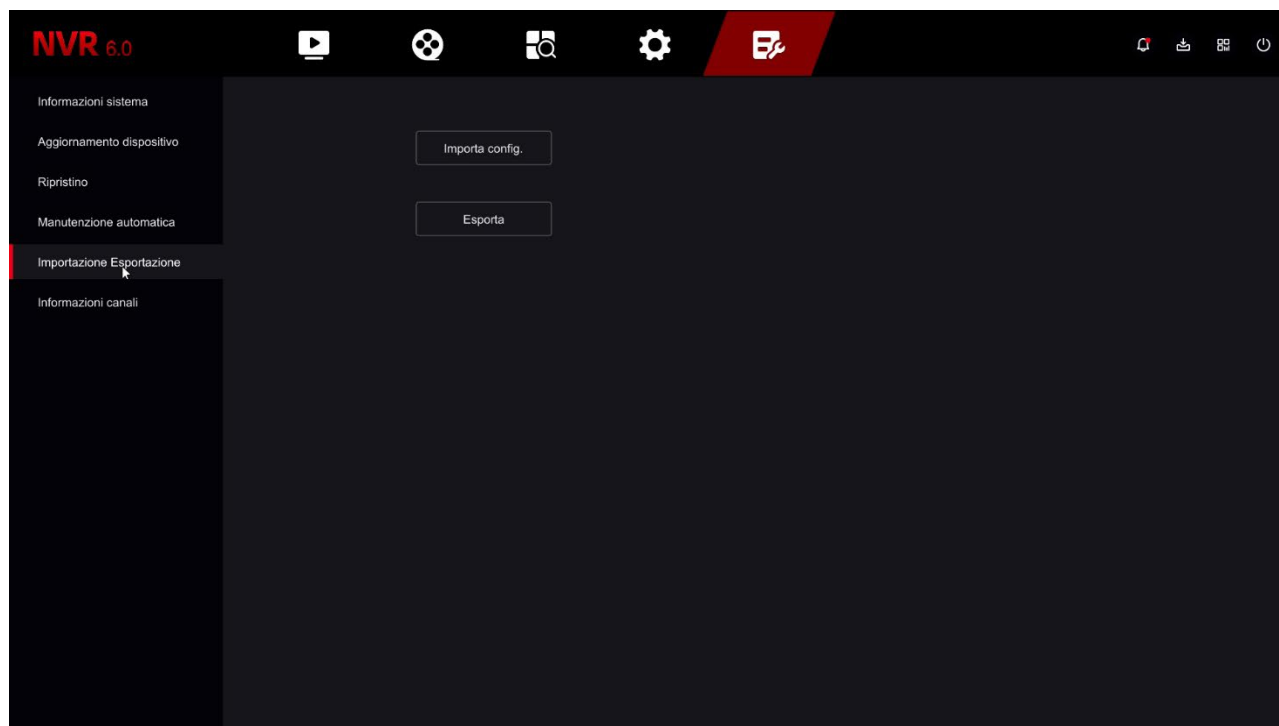 NVR 6.0
Informazioni sistema
Aggiornamento dispositivo
Ripristino
Manutenzione automatica
Importazione Esportazione
Informazioni canali
Importa config.
Esporta